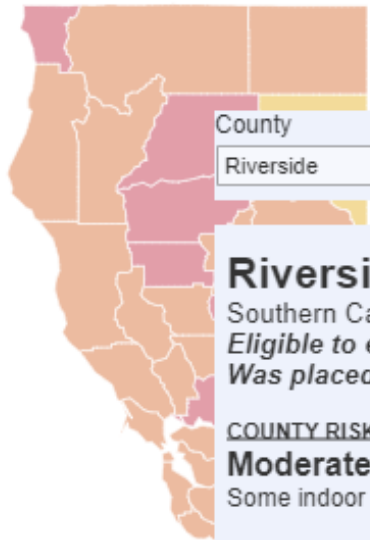 County
Riverside
Riversi
Southern Ca
Eligible to e
Was placed
COUNTY RISK
Moderate
Some indoor